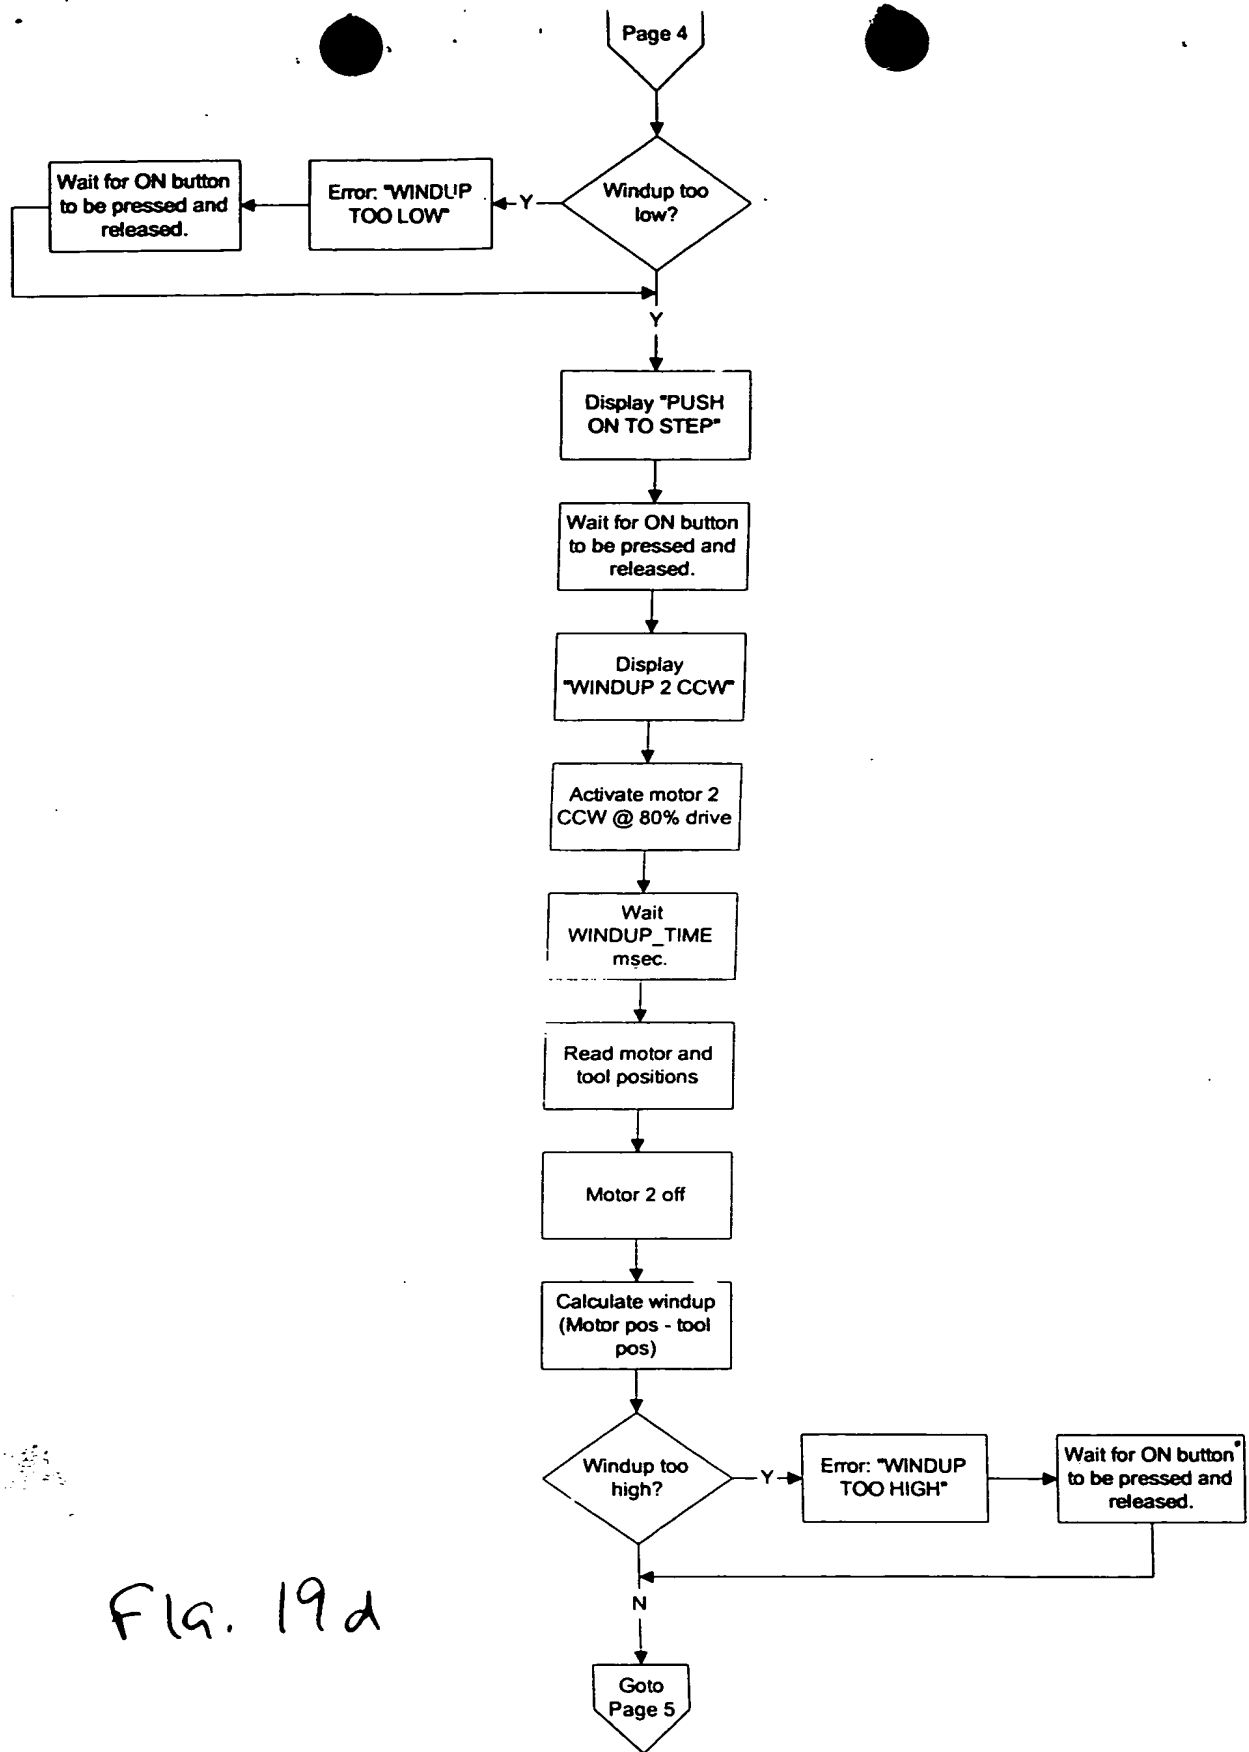 Page 4
Windup too
low?
Y
Error: "WINDUP
TOO LOW"
Wait for ON button
to be pressed and
released.
Y
Display "PUSH
ON TO STEP"
Wait for ON button
to be pressed and
released.
Display
"WINDUP 2 CCW"
Activate motor 2
CCW @ 80% drive
Wait
WINDUP_TIME
msec.
Read motor and
tool positions
Motor 2 off
Calculate windup
(Motor pos - tool
pos)
Windup too
high?
Y
Error: "WINDUP
TOO HIGH"
Wait for ON button
to be pressed and
released.
N
Goto
Page 5
FIG. 19d